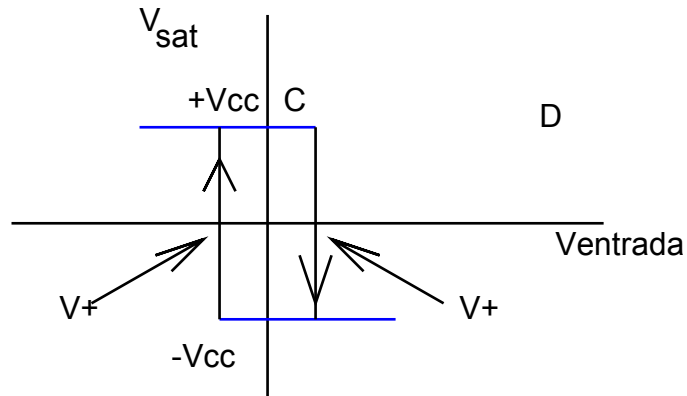 Vsat
+Vcc C
D
Ventrada
V+ V+
-Vcc